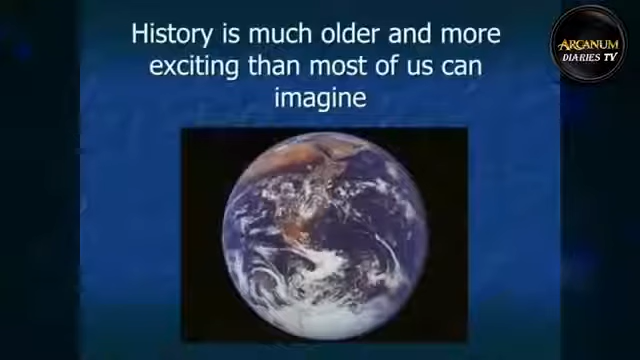 History is much older and more
exciting than most of us can
imagine
ARCANUM
DIARIES TV